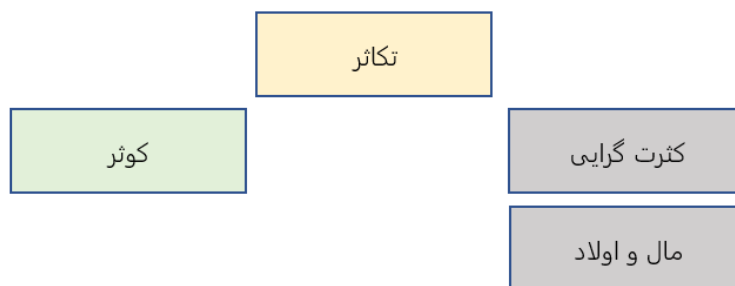 تکاثر
کثرت گرایی
کوثر
مال و اولاد